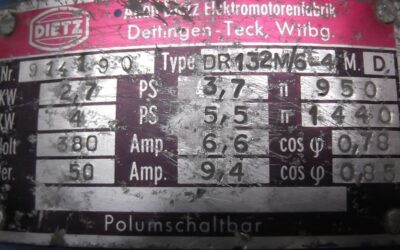 DIETZ Elektromotorenfabrik
Dettingen-Teck, Wttbg.
Nr. 914190 Type DR132M/6-4 M. D.
KW 2,7 PS 3,7 n 950
KW 4 PS 5,5 n 1440
Volt 380 Amp. 6,6 cos φ 0,78
Per. 50 Amp. 9,4 cos φ 0,85
Polumschaltbar